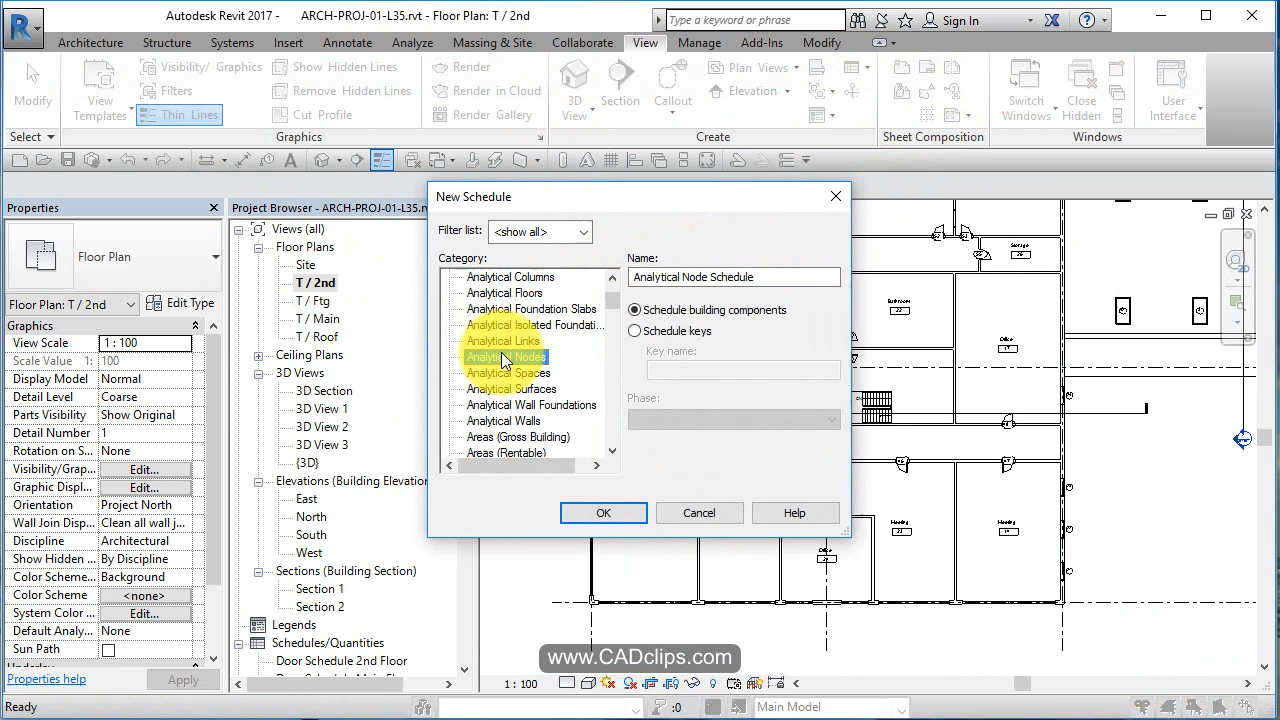 Autodesk Revit 2017 - ARCH-PROJ-01-L35.rvt - Floor Plan: T / 2nd
Type a keyword or phrase
Sign In
Architecture Structure Systems Insert Annotate Analyze Massing & Site Collaborate View Manage Add-Ins Modify
Modify
View Templates
Visibility/ Graphics
Filters
Thin Lines
Show Hidden Lines
Remove Hidden Lines
Cut Profile
Render
Render in Cloud
Render Gallery
3D View
Section
Callout
Plan Views
Elevation
Switch Windows
Close Hidden
User Interface
Select Graphics Create Sheet Composition Windows
Properties
Floor Plan
Floor Plan: T / 2nd Edit Type
Graphics
View Scale 1 : 100
Scale Value 1: 100
Display Model Normal
Detail Level Coarse
Parts Visibility Show Original
Detail Number 1
Rotation on S... None
Visibility/Grap... Edit...
Graphic Displ... Edit...
Orientation Project North
Wall Join Disp... Clean all wall j...
Discipline Architectural
Show Hidden ... By Discipline
Color Scheme... Background
Color Scheme <none>
System Color ... Edit...
Default Analy... None
Sun Path
Underlay
Properties help Apply
Project Browser - ARCH-PROJ-01-L35.rvt
Views (all)
Floor Plans
Site
T / 2nd
T / Ftg
T / Main
T / Roof
Ceiling Plans
3D Views
3D Section
3D View 1
3D View 2
3D View 3
{3D}
Elevations (Building Elevation
East
North
South
West
Sections (Building Section)
Section 1
Section 2
Legends
Schedules/Quantities
Door Schedule 2nd Floor
New Schedule
Filter list: <show all>
Category:
Analytical Columns
Analytical Floors
Analytical Foundation Slabs
Analytical Isolated Foundati...
Analytical Links
Analytical Nodes
Analytical Spaces
Analytical Surfaces
Analytical Wall Foundations
Analytical Walls
Areas (Gross Building)
Areas (Rentable)
Name:
Analytical Node Schedule
Schedule building components
Schedule keys
Key name:
Phase:
OK Cancel Help
Storage
Office
Meeting
Meeting
Office
2D
www.CADclips.com
1 : 100
Ready
:0
Main Model